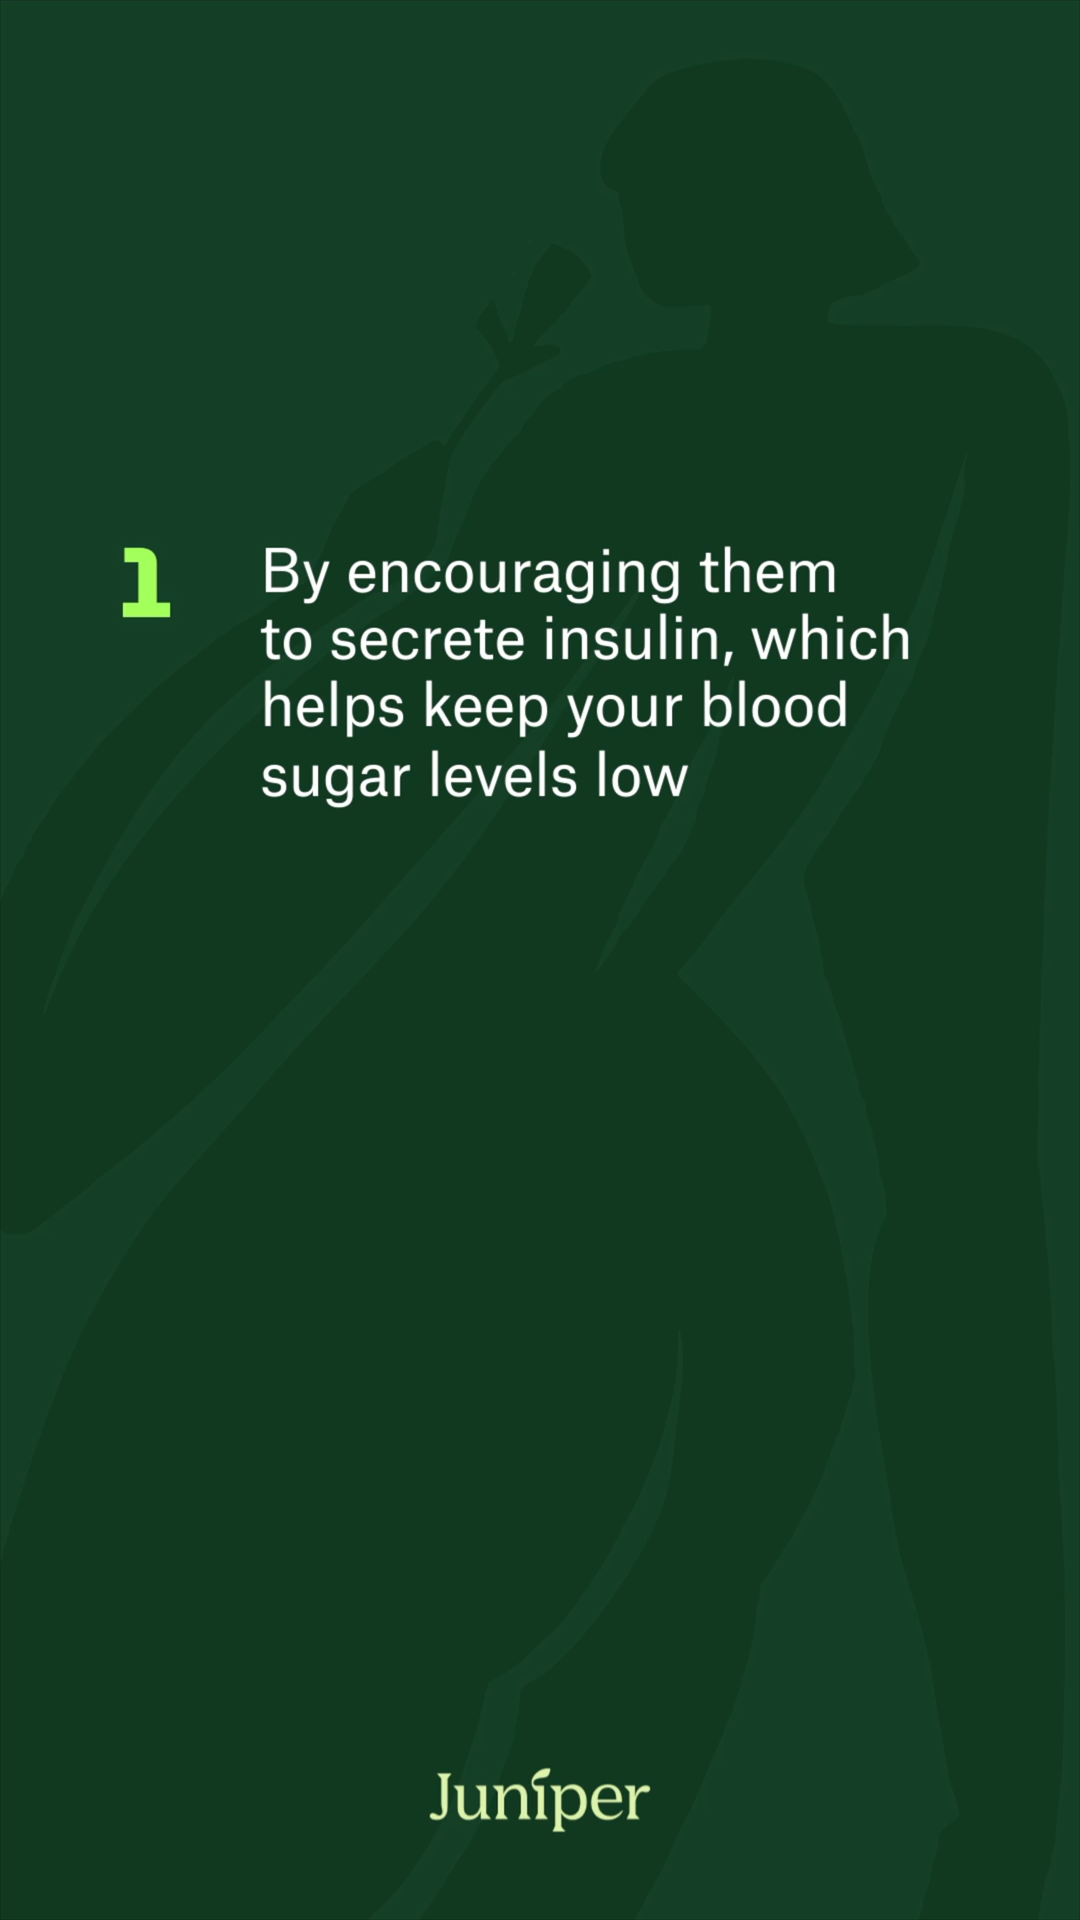 1
By encouraging them
to secrete insulin, which
helps keep your blood
sugar levels low
Juniper